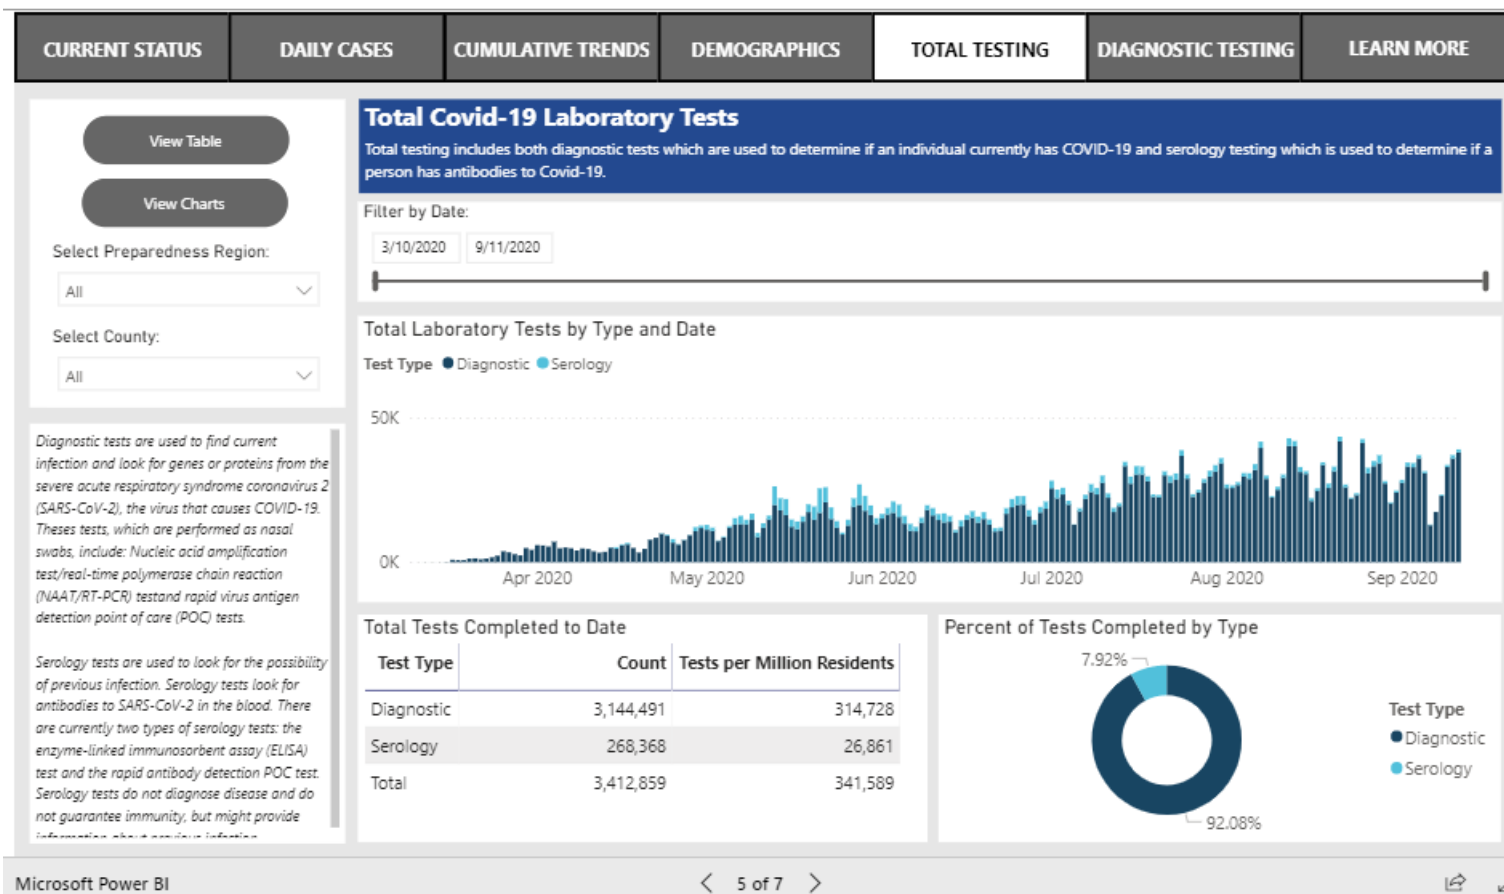 CURRENT STATUS
DAILY CASES
CUMULATIVE TRENDS
DEMOGRAPHICS
TOTAL TESTING
DIAGNOSTIC TESTING
LEARN MORE
View Table
View Charts
Select Preparedness Region:
All
Select County:
All
Diagnostic tests are used to find current
infection and look for genes or proteins from the
severe acute respiratory syndrome coronavirus 2
(SARS-CoV-2), the virus that causes COVID-19.
Theses tests, which are performed as nasal
swabs, include: Nucleic acid amplification
test/real-time polymerase chain reaction
(NAAT/RT-PCR) testand rapid virus antigen
detection point of care (POC) tests.
Serology tests are used to look for the possibility
of previous infection. Serology tests look for
antibodies to SARS-CoV-2 in the blood. There
are currently two types of serology tests: the
enzyme-linked immunosorbent assay (ELISA)
test and the rapid antibody detection POC test.
Serology tests do not diagnose disease and do
not guarantee immunity, but might provide
information about previous infection
Total Covid-19 Laboratory Tests
Total testing includes both diagnostic tests which are used to determine if an individual currently has COVID-19 and serology testing which is used to determine if a
person has antibodies to Covid-19.
Filter by Date:
3/10/2020 9/11/2020
Total Laboratory Tests by Type and Date
Test Type Diagnostic Serology
50K
0K
Apr 2020 May 2020 Jun 2020 Jul 2020 Aug 2020 Sep 2020
Total Tests Completed to Date
Test Type Count Tests per Million Residents
Diagnostic 3,144,491 314,728
Serology 268,368 26,861
Total 3,412,859 341,589
Percent of Tests Completed by Type
7.92%
92.08%
Test Type
Diagnostic
Serology
Microsoft Power BI
5 of 7